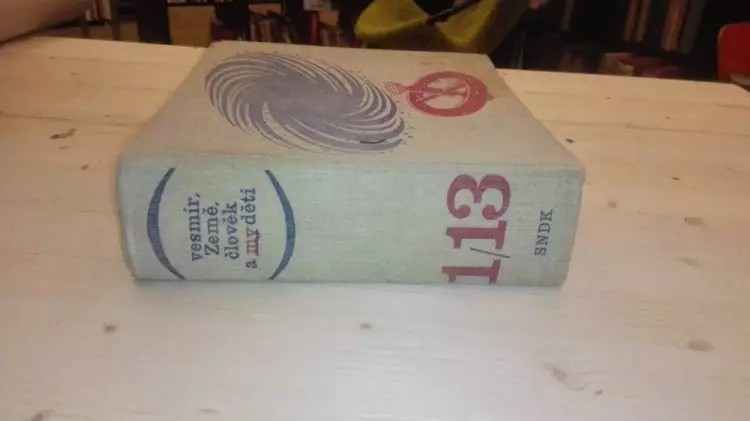 vesmír,
Země,
člověk
a my děti
1/13
SNDK